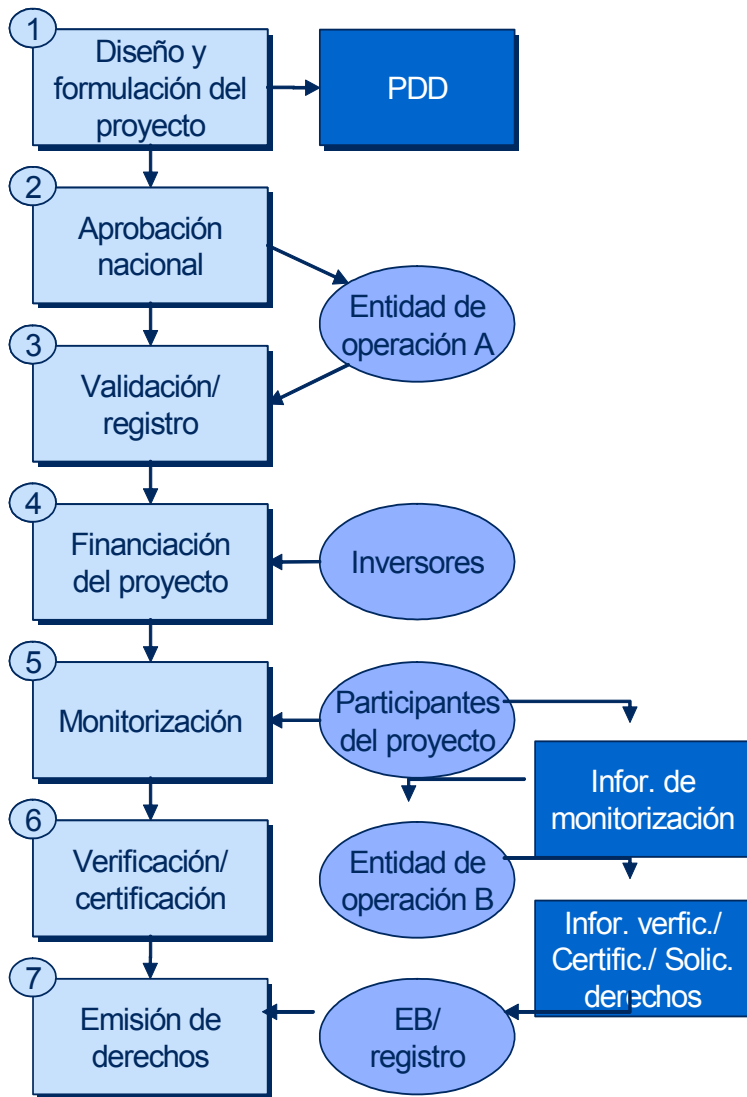 1
Diseño y
formulación del
proyecto
PDD
2
Aprobación
nacional
Entidad de
operación A
3
Validación/
registro
4
Financiación
del proyecto
Inversores
5
Monitorización
Participantes
del proyecto
Infor. de
monitorización
6
Verificación/
certificación
Entidad de
operación B
Infor. verfic./
Certific./ Solic.
derechos
7
Emisión de
derechos
EB/
registro